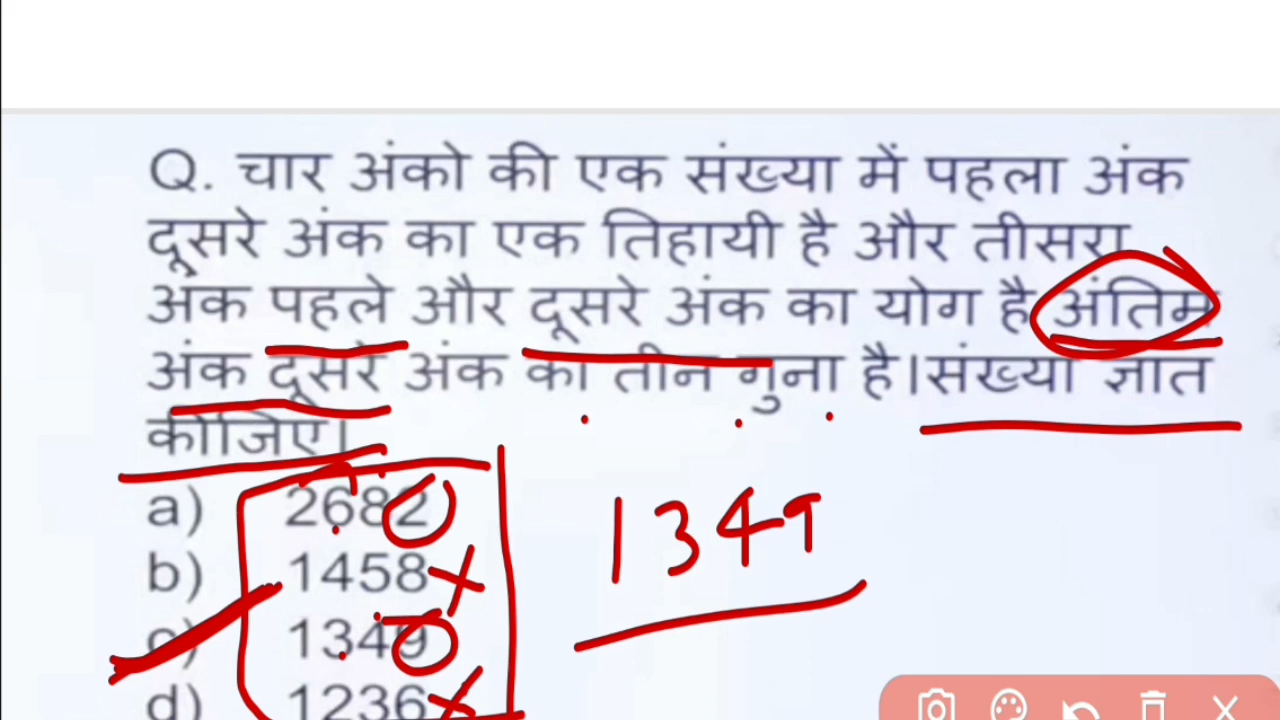 Q. चार अंको की एक संख्या में पहला अंक
दूसरे अंक का एक तिहायी है और तीसरा
अंक पहले और दूसरे अंक का योग है अंतिम
अंक दूसरे अंक का तीन गुना है।संख्या ज्ञात
कीजिए।
a) 2682
b) 1458
c) 1349
d) 1236
1349